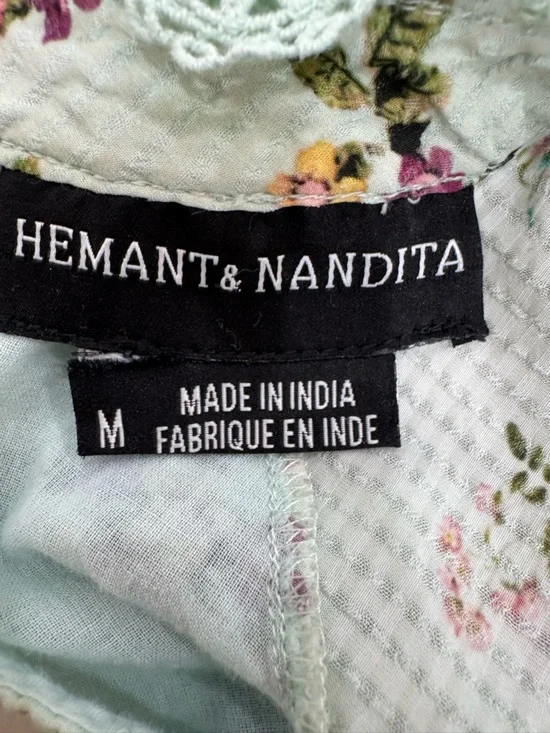 HEMANT & NANDITA
M
MADE IN INDIA
FABRIQUE EN INDE